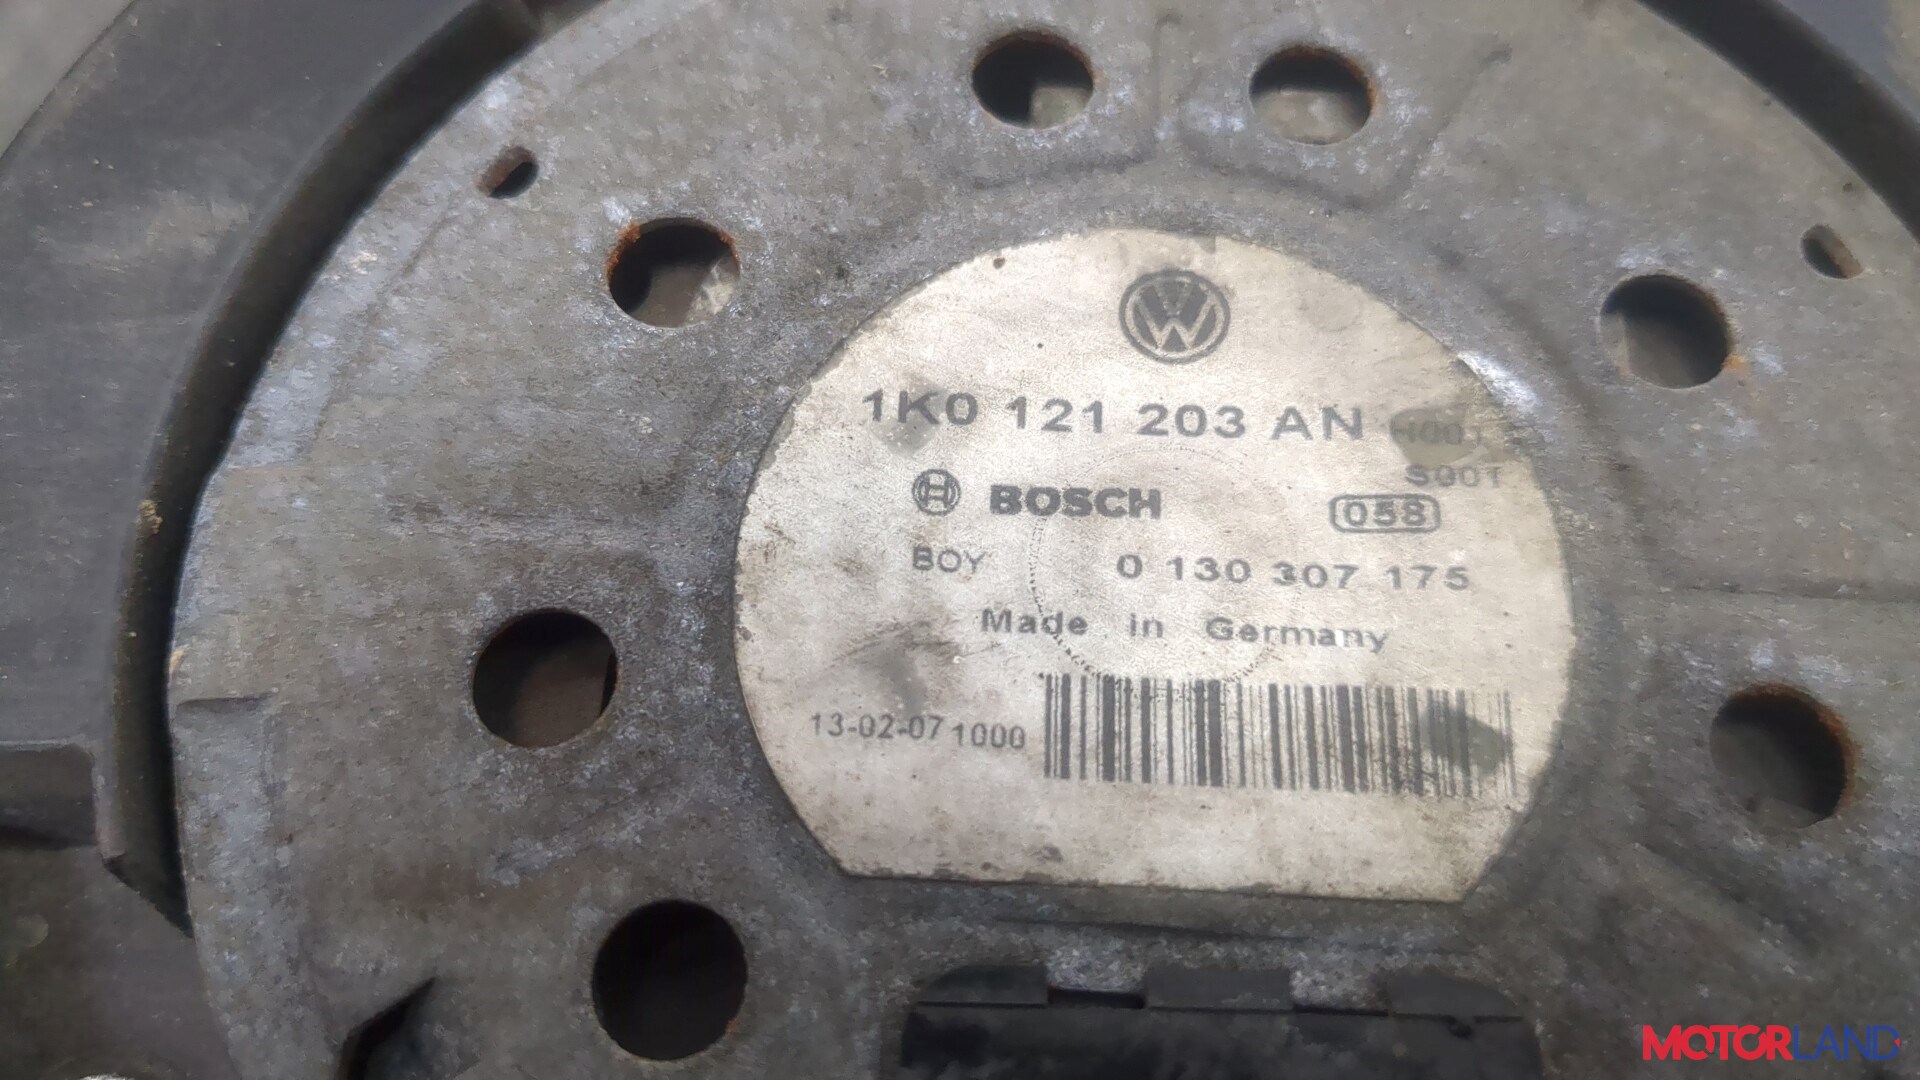 1K0 121 203 AN H001
S001
BOSCH 058
BOY 0 130 307 175
Made in Germany
13-02-07 1000
MOTORLAND